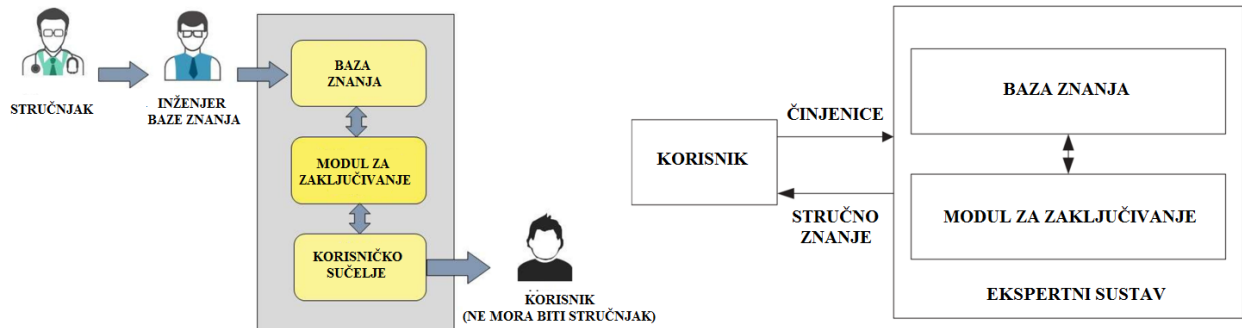 STRUČNJAK
INŽENJER
BAZE ZNANJA
BAZA
ZNANJA
MODUL ZA
ZAKLJUČIVANJE
KORISNIČKO
SUČELJE
KORISNIK
(NE MORA BITI STRUČNJAK)
KORISNIK
ČINJENICE
STRUČNO
ZNANJE
BAZA ZNANJA
MODUL ZA ZAKLJUČIVANJE
EKSPERTNI SUSTAV